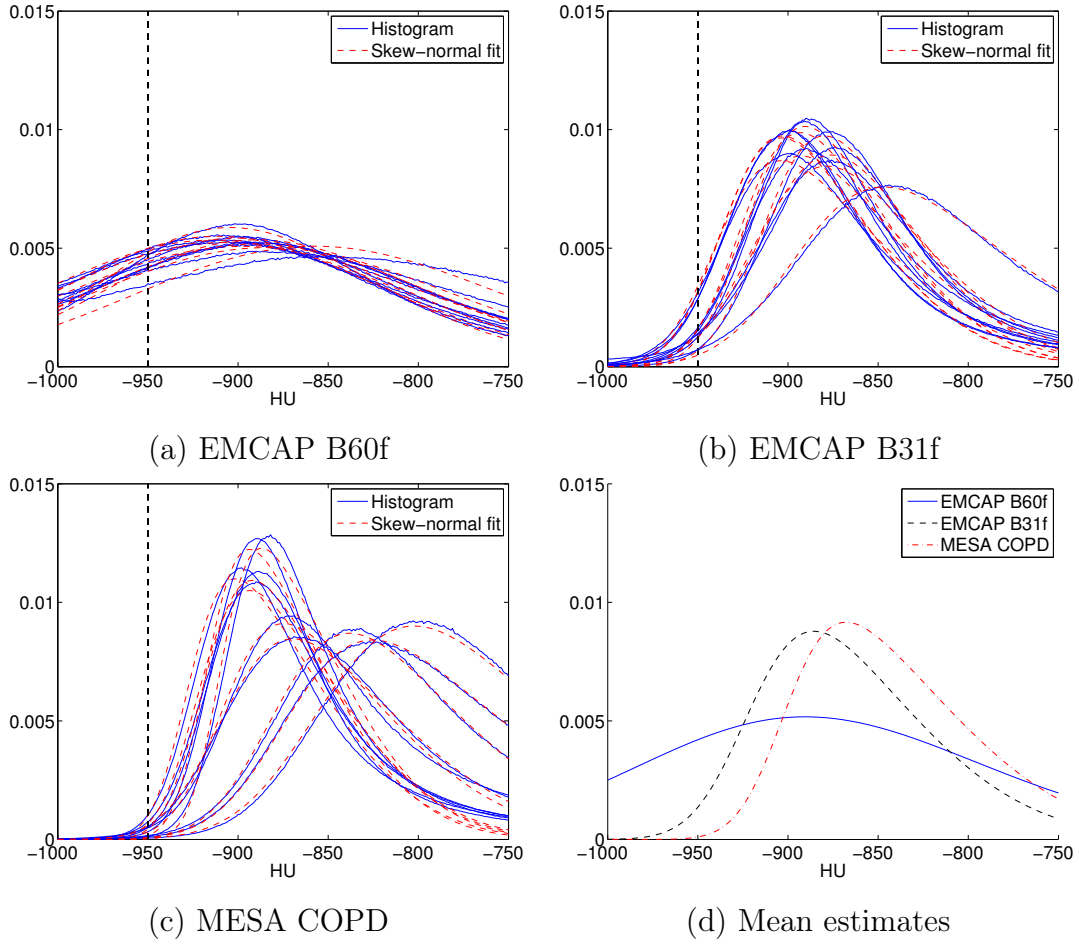 0.015
0.01
0.005
0
−1000 −950 −900 −850 −800 −750
HU
Histogram
Skew−normal fit
(a) EMCAP B60f
0.015
0.01
0.005
0
−1000 −950 −900 −850 −800 −750
HU
Histogram
Skew−normal fit
(b) EMCAP B31f
0.015
0.01
0.005
0
−1000 −950 −900 −850 −800 −750
HU
Histogram
Skew−normal fit
(c) MESA COPD
0.015
0.01
0.005
0
−1000 −950 −900 −850 −800 −750
HU
EMCAP B60f
EMCAP B31f
MESA COPD
(d) Mean estimates